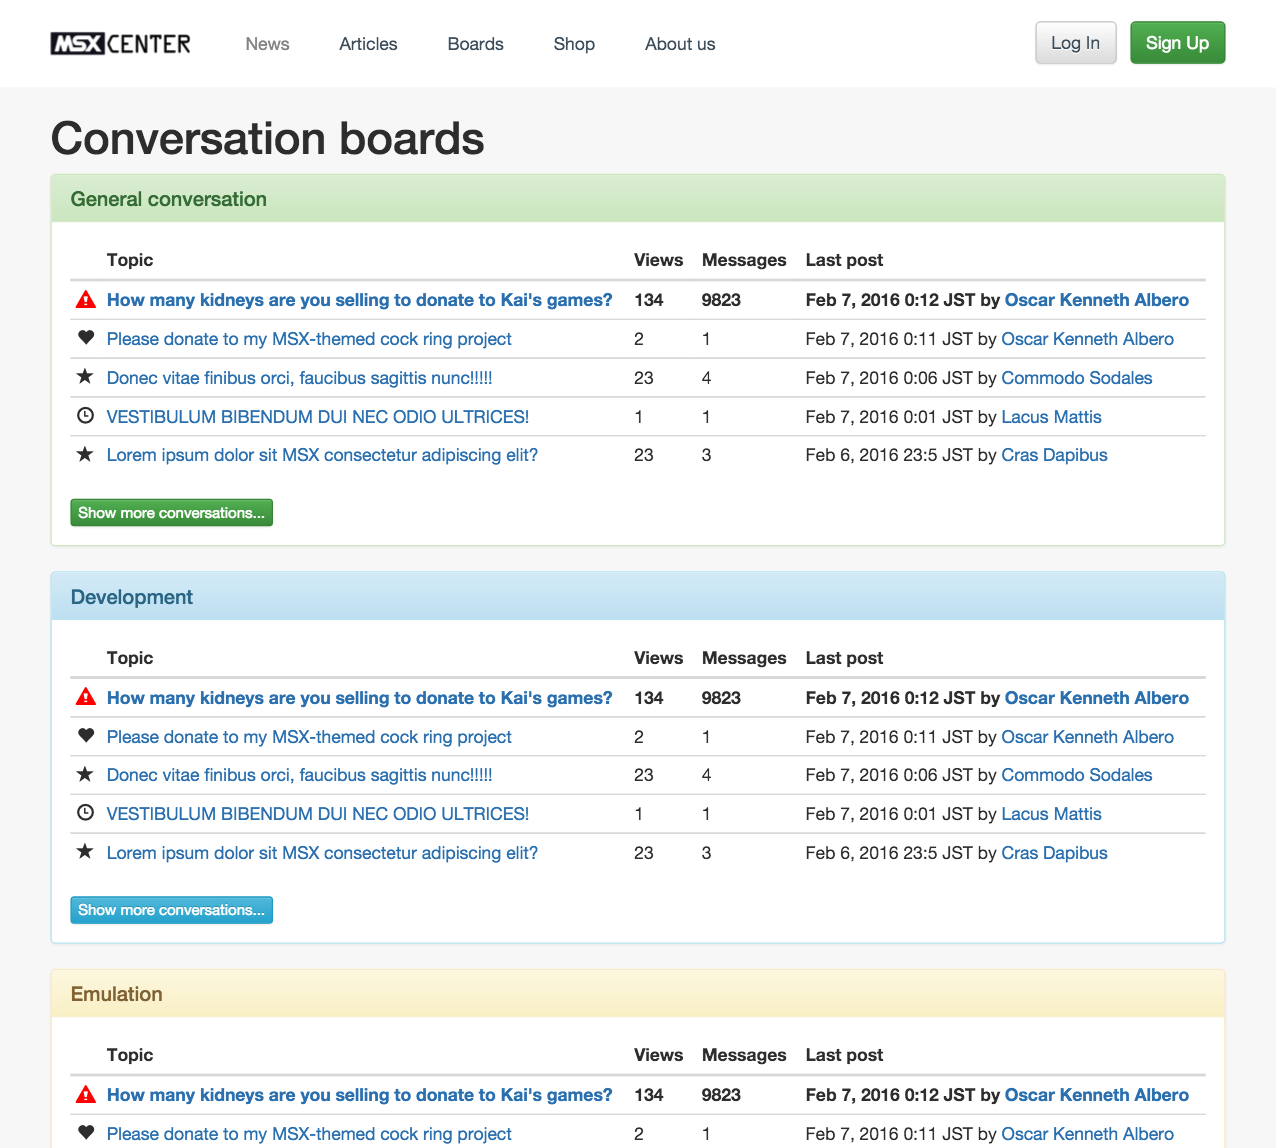 MSX CENTER News Articles Boards Shop About us Log In Sign Up
Conversation boards
General conversation
Topic Views Messages Last post
How many kidneys are you selling to donate to Kai's games? 134 9823 Feb 7, 2016 0:12 JST by Oscar Kenneth Albero
Please donate to my MSX-themed cock ring project 2 1 Feb 7, 2016 0:11 JST by Oscar Kenneth Albero
Donec vitae finibus orci, faucibus sagittis nunc!!!!! 23 4 Feb 7, 2016 0:06 JST by Commodo Sodales
VESTIBULUM BIBENDUM DUI NEC ODIO ULTRICES! 1 1 Feb 7, 2016 0:01 JST by Lacus Mattis
Lorem ipsum dolor sit MSX consectetur adipiscing elit? 23 3 Feb 6, 2016 23:5 JST by Cras Dapibus
Show more conversations...
Development
Topic Views Messages Last post
How many kidneys are you selling to donate to Kai's games? 134 9823 Feb 7, 2016 0:12 JST by Oscar Kenneth Albero
Please donate to my MSX-themed cock ring project 2 1 Feb 7, 2016 0:11 JST by Oscar Kenneth Albero
Donec vitae finibus orci, faucibus sagittis nunc!!!!! 23 4 Feb 7, 2016 0:06 JST by Commodo Sodales
VESTIBULUM BIBENDUM DUI NEC ODIO ULTRICES! 1 1 Feb 7, 2016 0:01 JST by Lacus Mattis
Lorem ipsum dolor sit MSX consectetur adipiscing elit? 23 3 Feb 6, 2016 23:5 JST by Cras Dapibus
Show more conversations...
Emulation
Topic Views Messages Last post
How many kidneys are you selling to donate to Kai's games? 134 9823 Feb 7, 2016 0:12 JST by Oscar Kenneth Albero
Please donate to my MSX-themed cock ring project 2 1 Feb 7, 2016 0:11 JST by Oscar Kenneth Albero